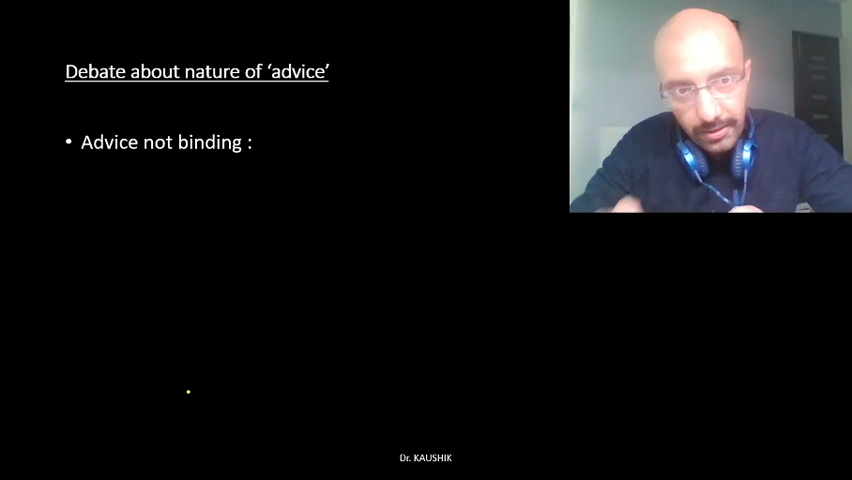 Debate about nature of ‘advice’
• Advice not binding :
Dr. KAUSHIK